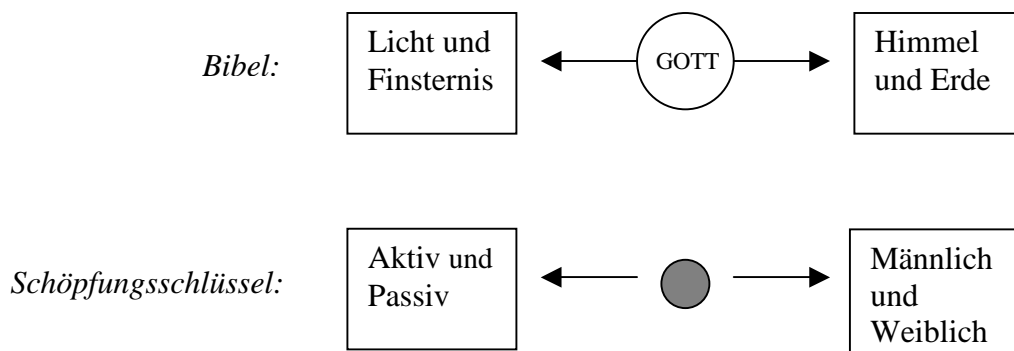 Bibel:
Licht und
Finsternis
GOTT
Himmel
und Erde
Schöpfungsschlüssel:
Aktiv und
Passiv
Männlich
und
Weiblich